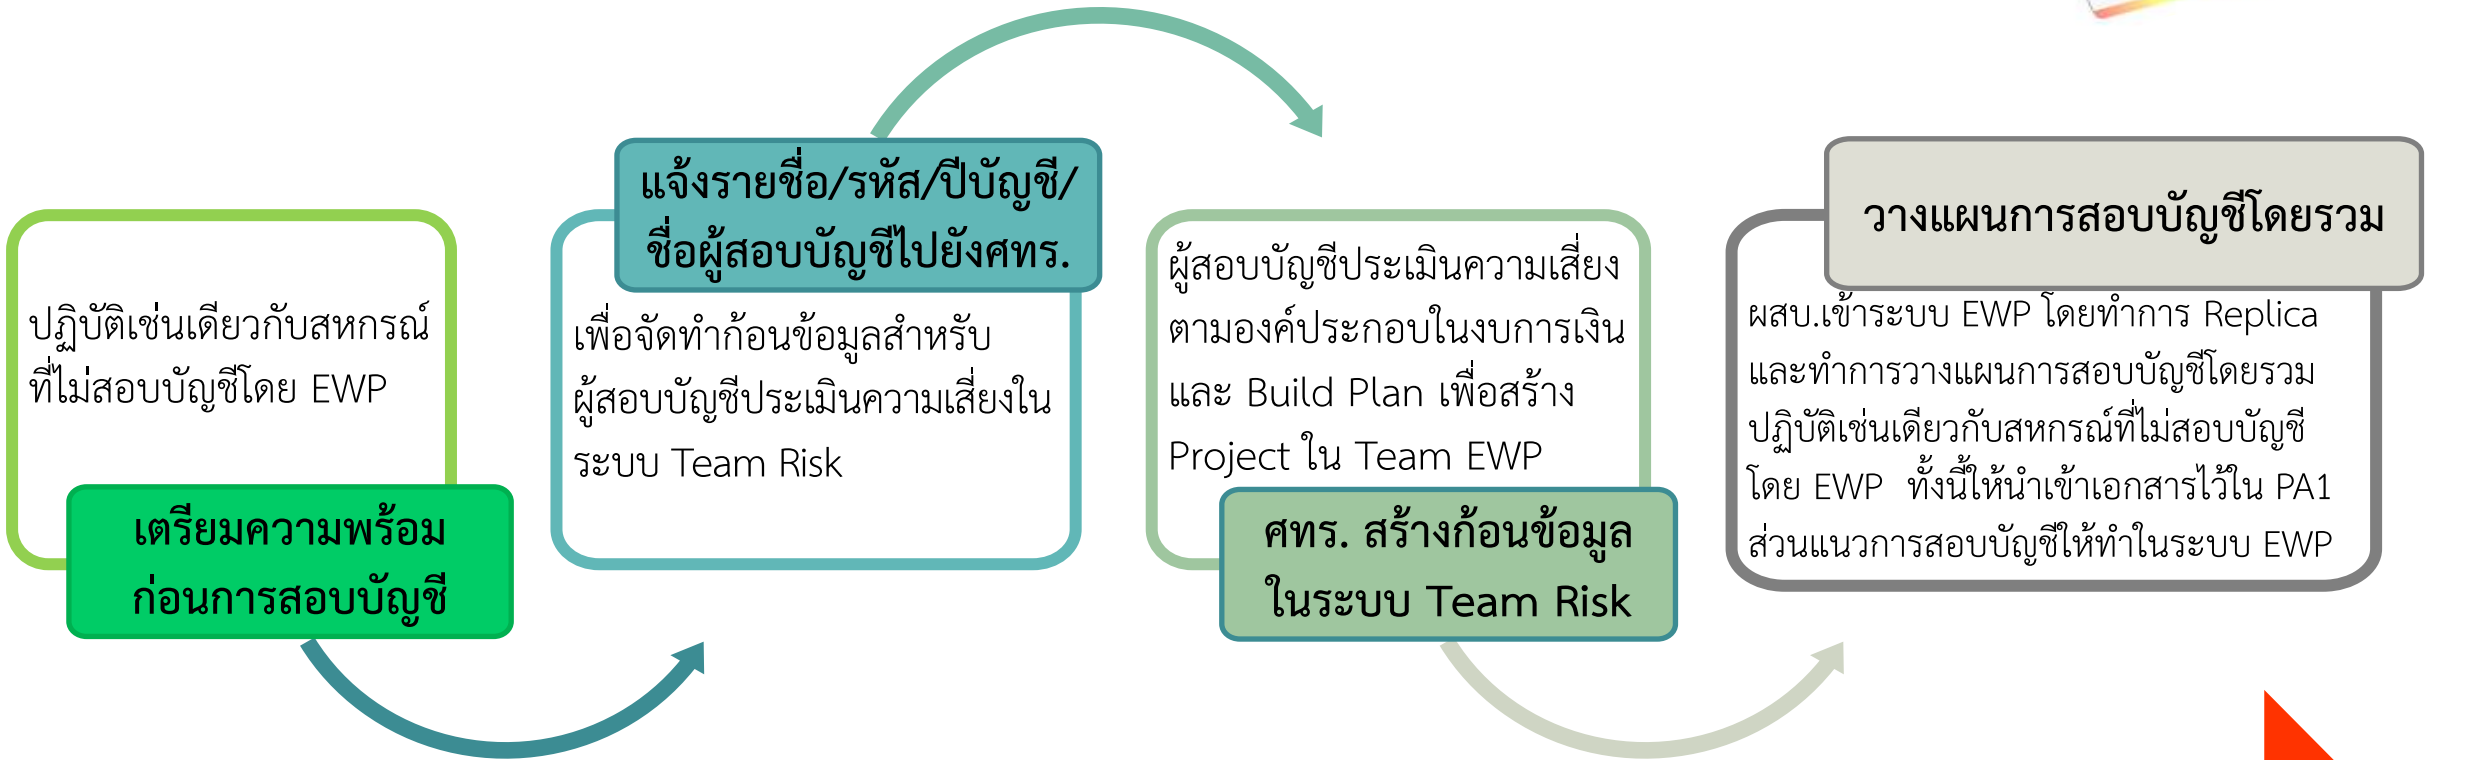 ปฏิบัติเช่นเดียวกับสหกรณ์
ที่ไม่สอบบัญชีโดย EWP
เตรียมความพร้อม
ก่อนการสอบบัญชี
แจ้งรายชื่อ/รหัส/ปีบัญชี/
ชื่อผู้สอบบัญชีไปยังศทร.
เพื่อจัดทำก้อนข้อมูลสำหรับ
ผู้สอบบัญชีประเมินความเสี่ยงใน
ระบบ Team Risk
ผู้สอบบัญชีประเมินความเสี่ยง
ตามองค์ประกอบในงบการเงิน
และ Build Plan เพื่อสร้าง
Project ใน Team EWP
ศทร. สร้างก้อนข้อมูล
ในระบบ Team Risk
วางแผนการสอบบัญชีโดยรวม
ผสบ.เข้าระบบ EWP โดยทำการ Replica
และทำการวางแผนการสอบบัญชีโดยรวม
ปฏิบัติเช่นเดียวกับสหกรณ์ที่ไม่สอบบัญชี
โดย EWP ทั้งนี้ให้นำเข้าเอกสารไว้ใน PA1
ส่วนแนวการสอบบัญชีให้ทำในระบบ EWP